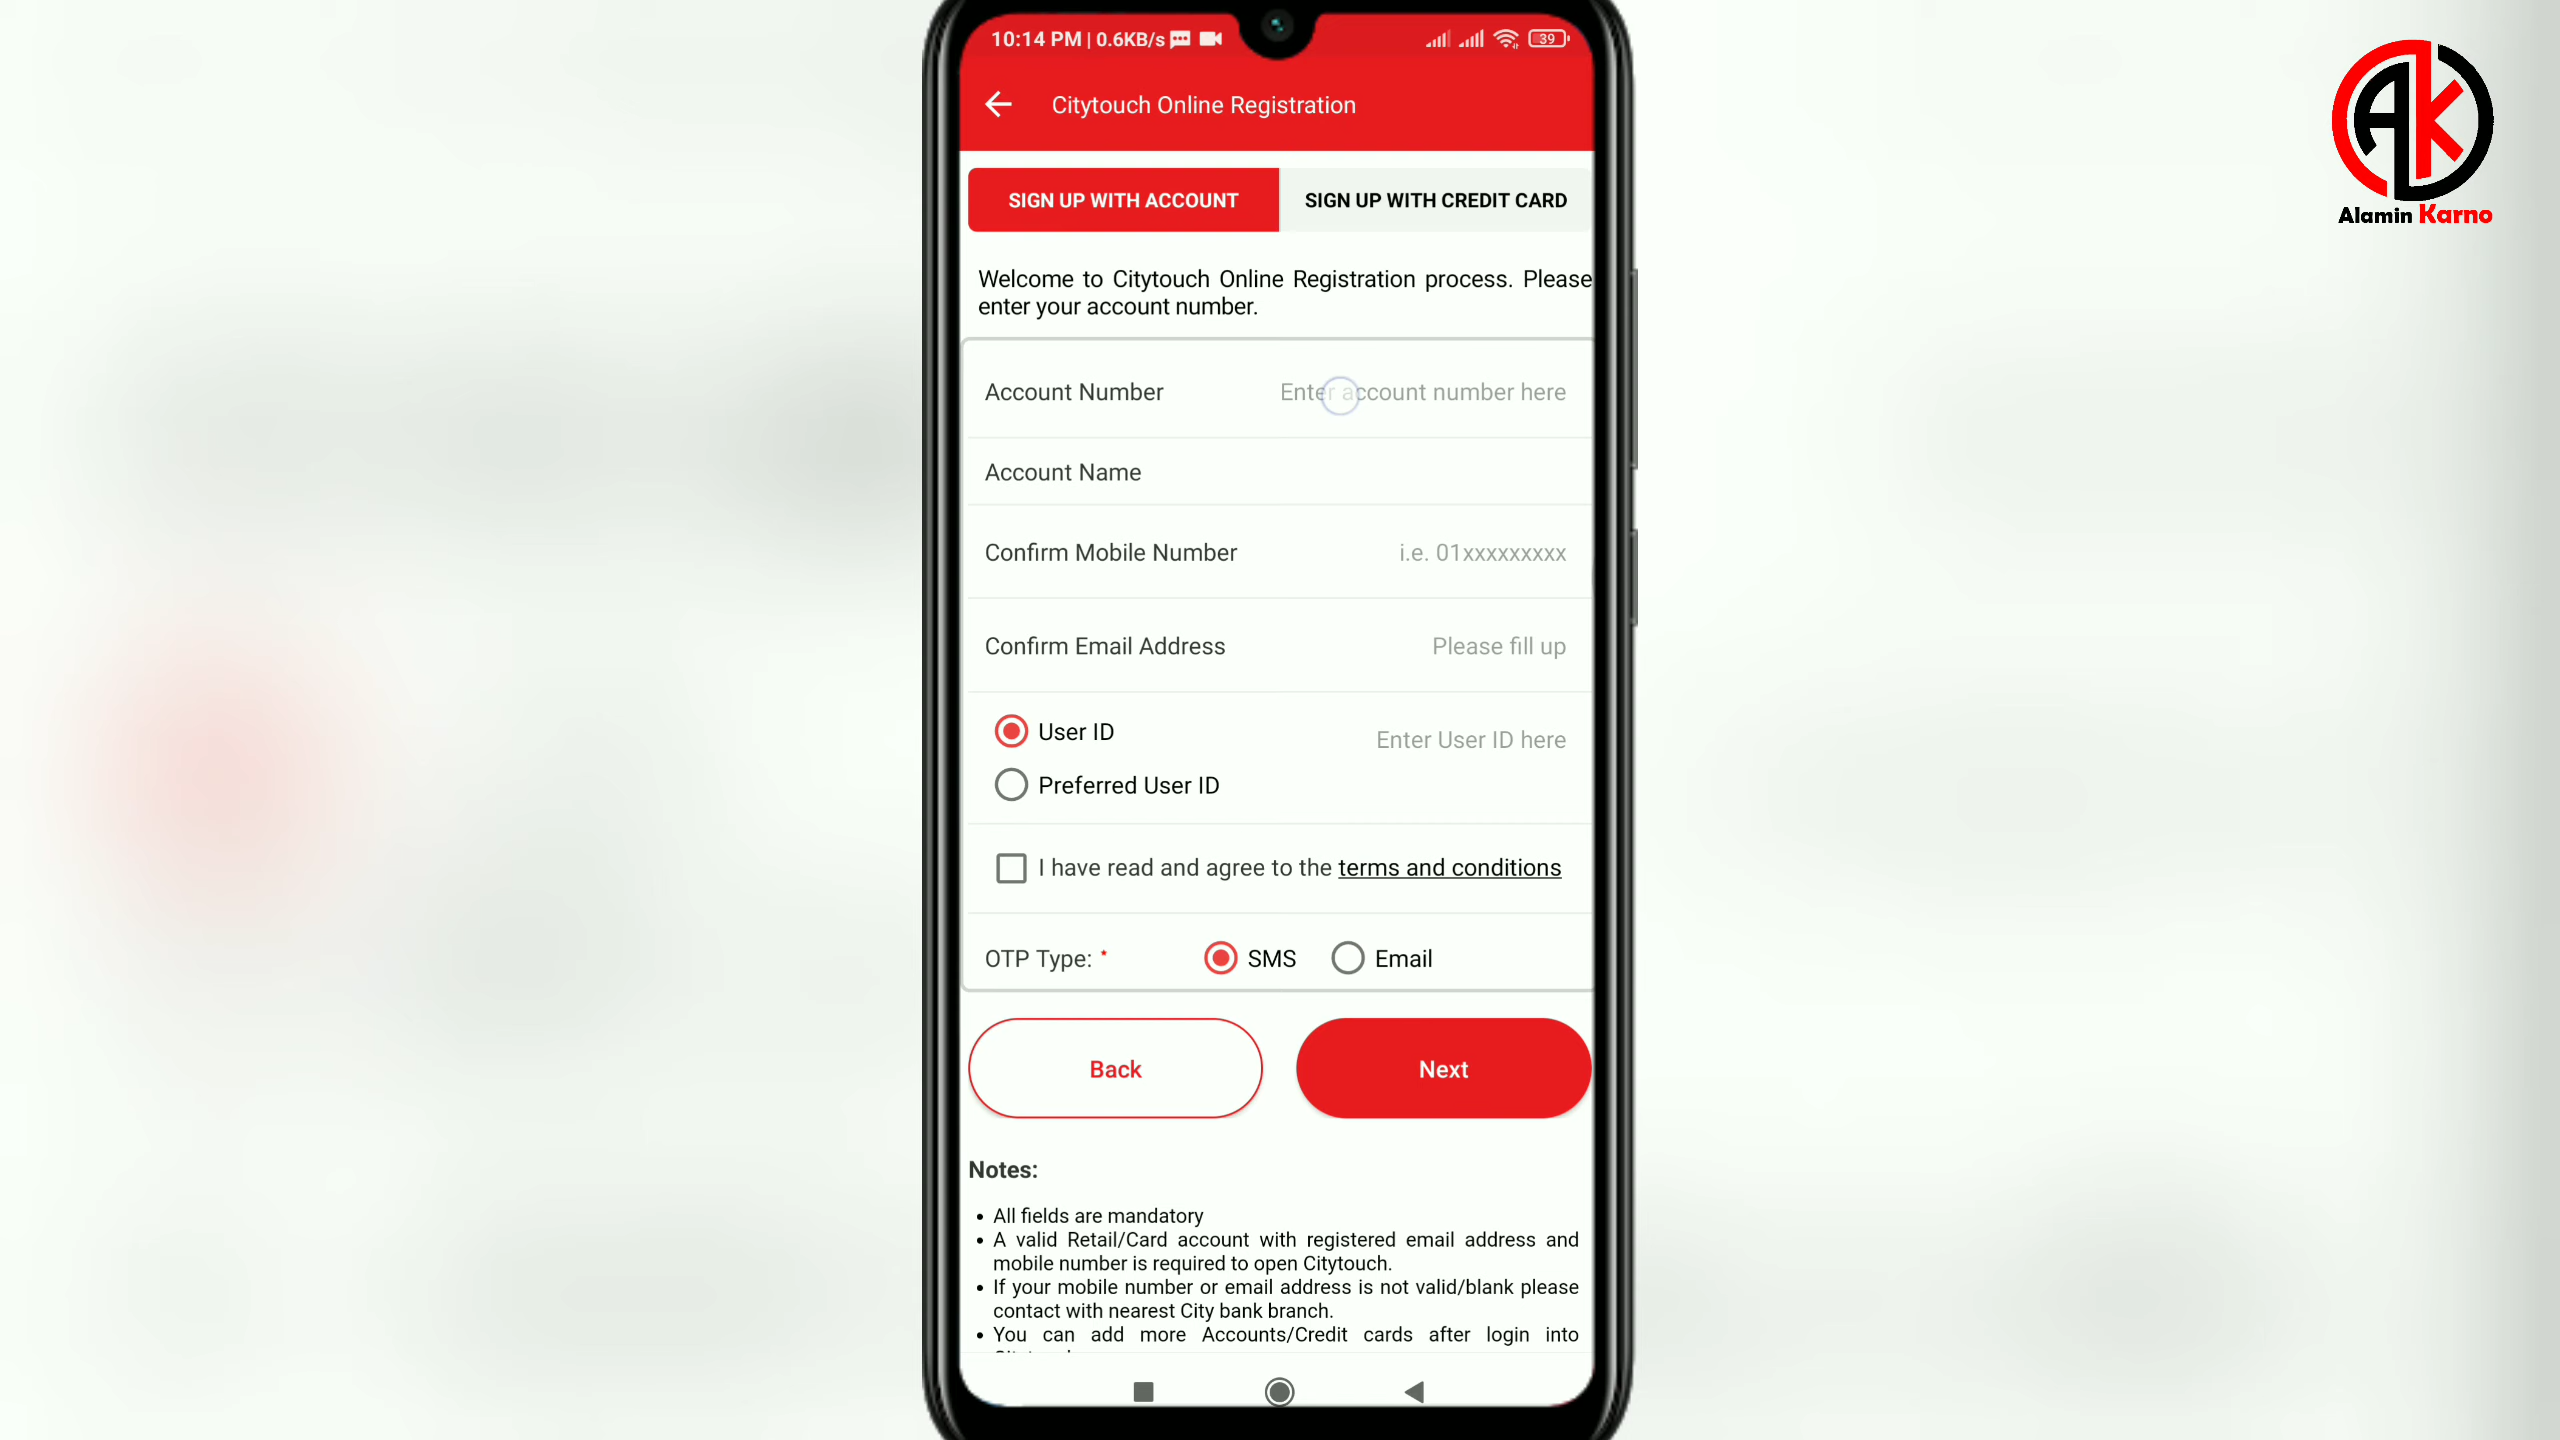 10:14 PM | 0.6KB/s
39
Citytouch Online Registration
SIGN UP WITH ACCOUNT
SIGN UP WITH CREDIT CARD
Welcome to Citytouch Online Registration process. Please
enter your account number.
Account Number
Enter account number here
Account Name
Confirm Mobile Number
i.e. 01xxxxxxxxx
Confirm Email Address
Please fill up
User ID
Enter User ID here
Preferred User ID
I have read and agree to the terms and conditions
OTP Type: *
SMS
Email
Back
Next
Notes:
• All fields are mandatory
• A valid Retail/Card account with registered email address and
mobile number is required to open Citytouch.
• If your mobile number or email address is not valid/blank please
contact with nearest City bank branch.
• You can add more Accounts/Credit cards after login into
AK
Alamin Karno